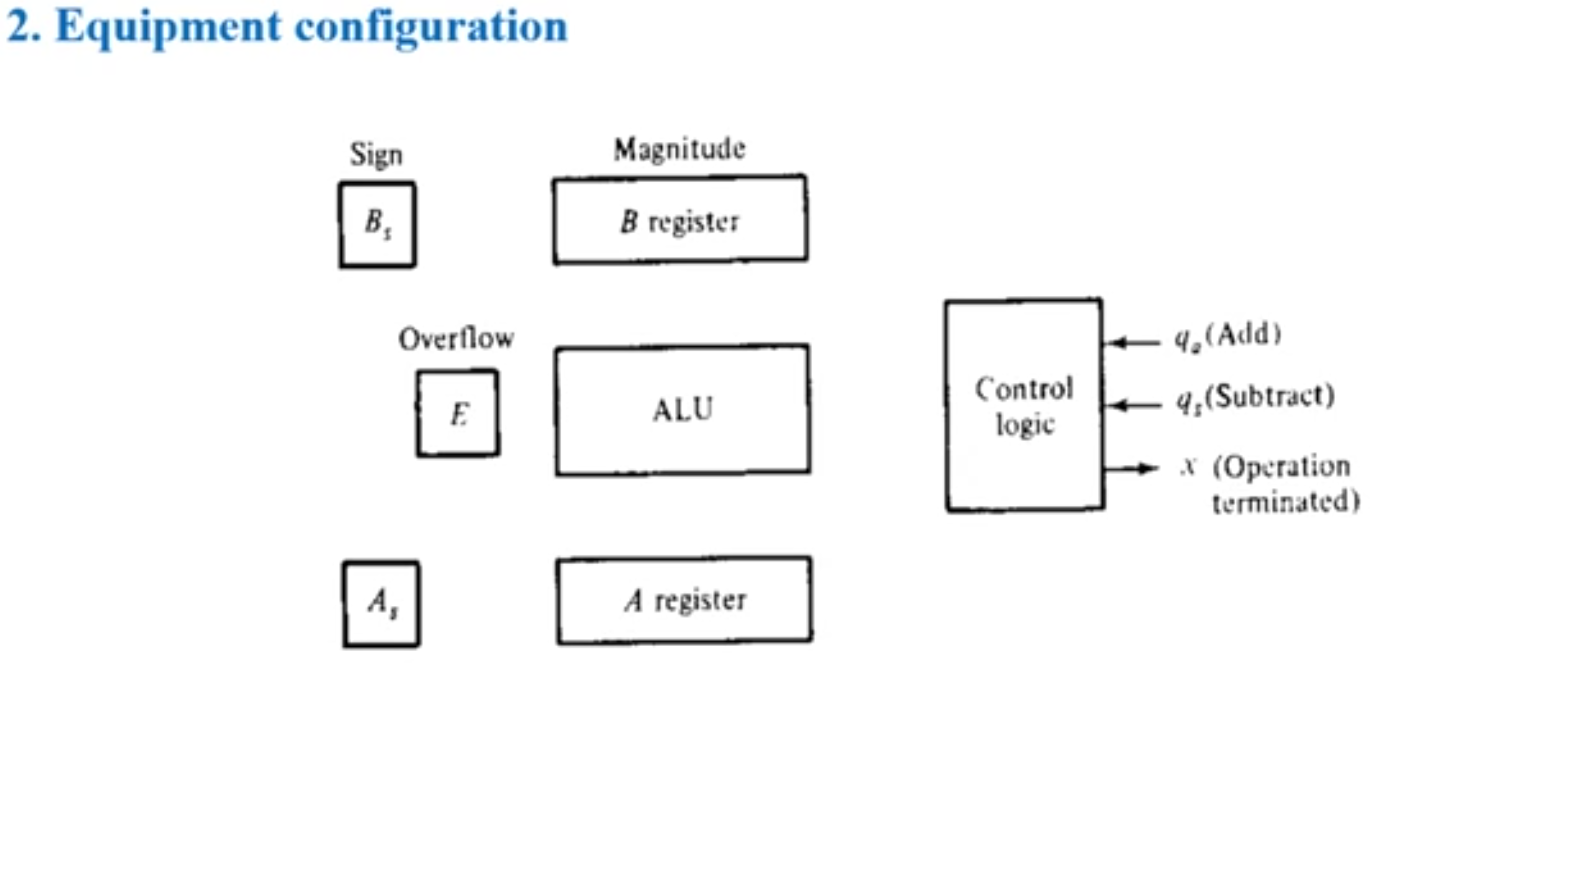 2. Equipment configuration
Sign
Magnitude
Bs
B register
Overflow
E
ALU
Control
logic
qa (Add)
qs (Subtract)
x (Operation
terminated)
As
A register